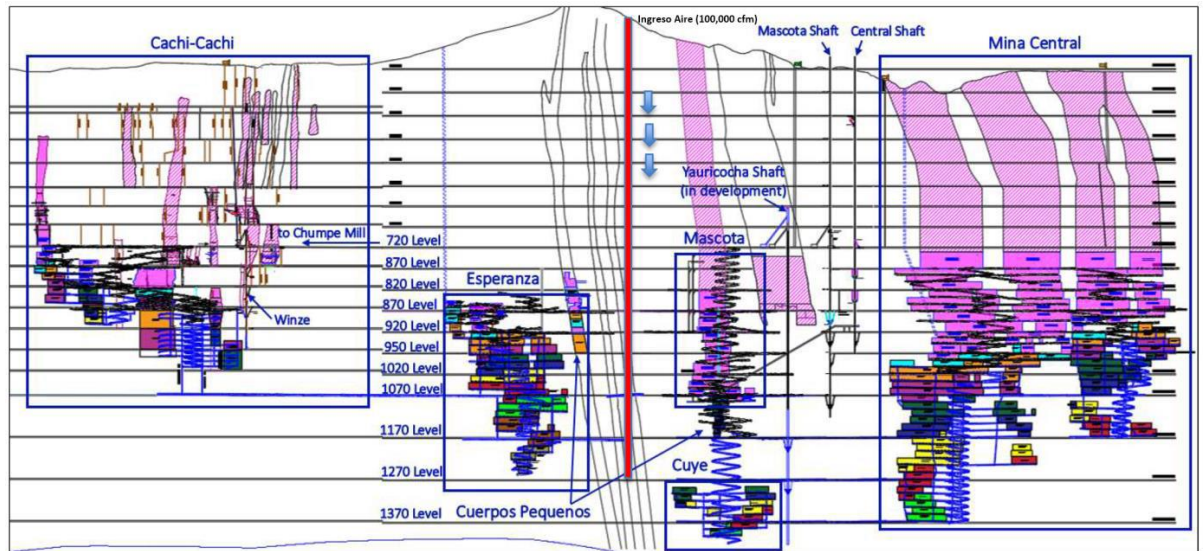 Ingreso Aire (100,000 cfm)
Cachi-Cachi
Mascota Shaft
Central Shaft
Mina Central
Yauricocha Shaft
(in development)
to Chumpe Mill
720 Level
Mascota
870 Level
Esperanza
820 Level
870 Level
Winze
920 Level
950 Level
1020 Level
1070 Level
1170 Level
Cuye
1270 Level
Cuerpos Pequenos
1370 Level